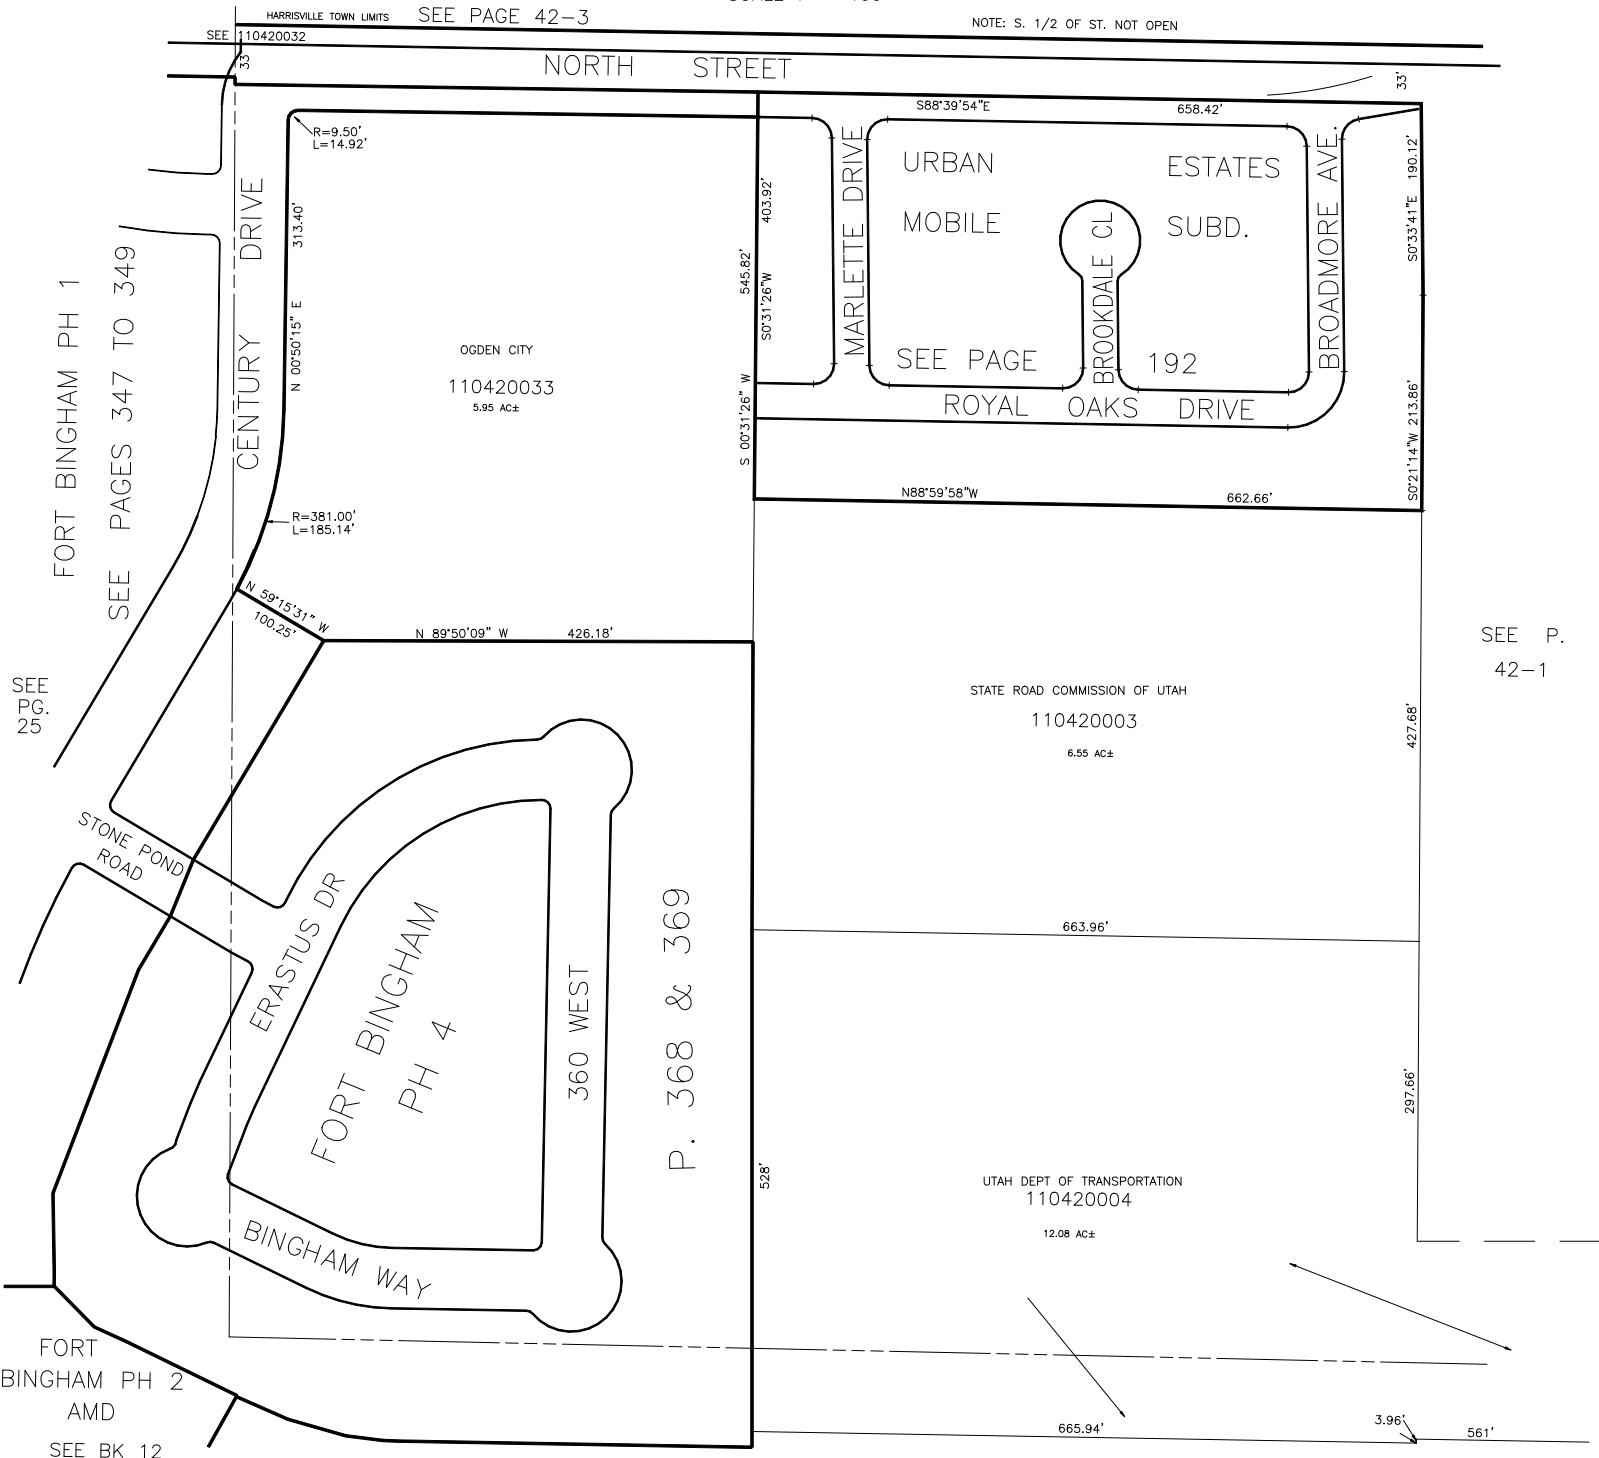 HARRISVILLE TOWN LIMITS
SEE PAGE 42-3
NOTE: S. 1/2 OF ST. NOT OPEN
SEE 110420032
33'
NORTH STREET
33'
S88°39'54"E
658.42'
R=9.50'
L=14.92'
URBAN ESTATES
MOBILE SUBD.
MARLETTE DRIVE
BROOKDALE CL
BROADMORE AVE.
S0°33'41"E 190.12'
CENTURY DRIVE
313.40'
N 00°50'15" E
403.92'
545.82'
S0°31'26"W
S 00°31'26" W
FORT BINGHAM PH 1
SEE PAGES 347 TO 349
OGDEN CITY
110420033
5.95 AC±
SEE PAGE 192
ROYAL OAKS DRIVE
S0°21'14"W 213.86'
N88°59'58"W
662.66'
R=381.00'
L=185.14'
N 59°15'31" W
100.25'
N 89°50'09" W
426.18'
SEE P.
42-1
SEE
PG.
25
STATE ROAD COMMISSION OF UTAH
110420003
6.55 AC±
427.68'
STONE POND
ROAD
ERASTUS DR
FORT BINGHAM
PH 4
360 WEST
P. 368 & 369
663.96'
297.66'
528'
UTAH DEPT OF TRANSPORTATION
110420004
12.08 AC±
BINGHAM WAY
FORT
BINGHAM PH 2
AMD
SEE BK 12
665.94'
3.96'
561'